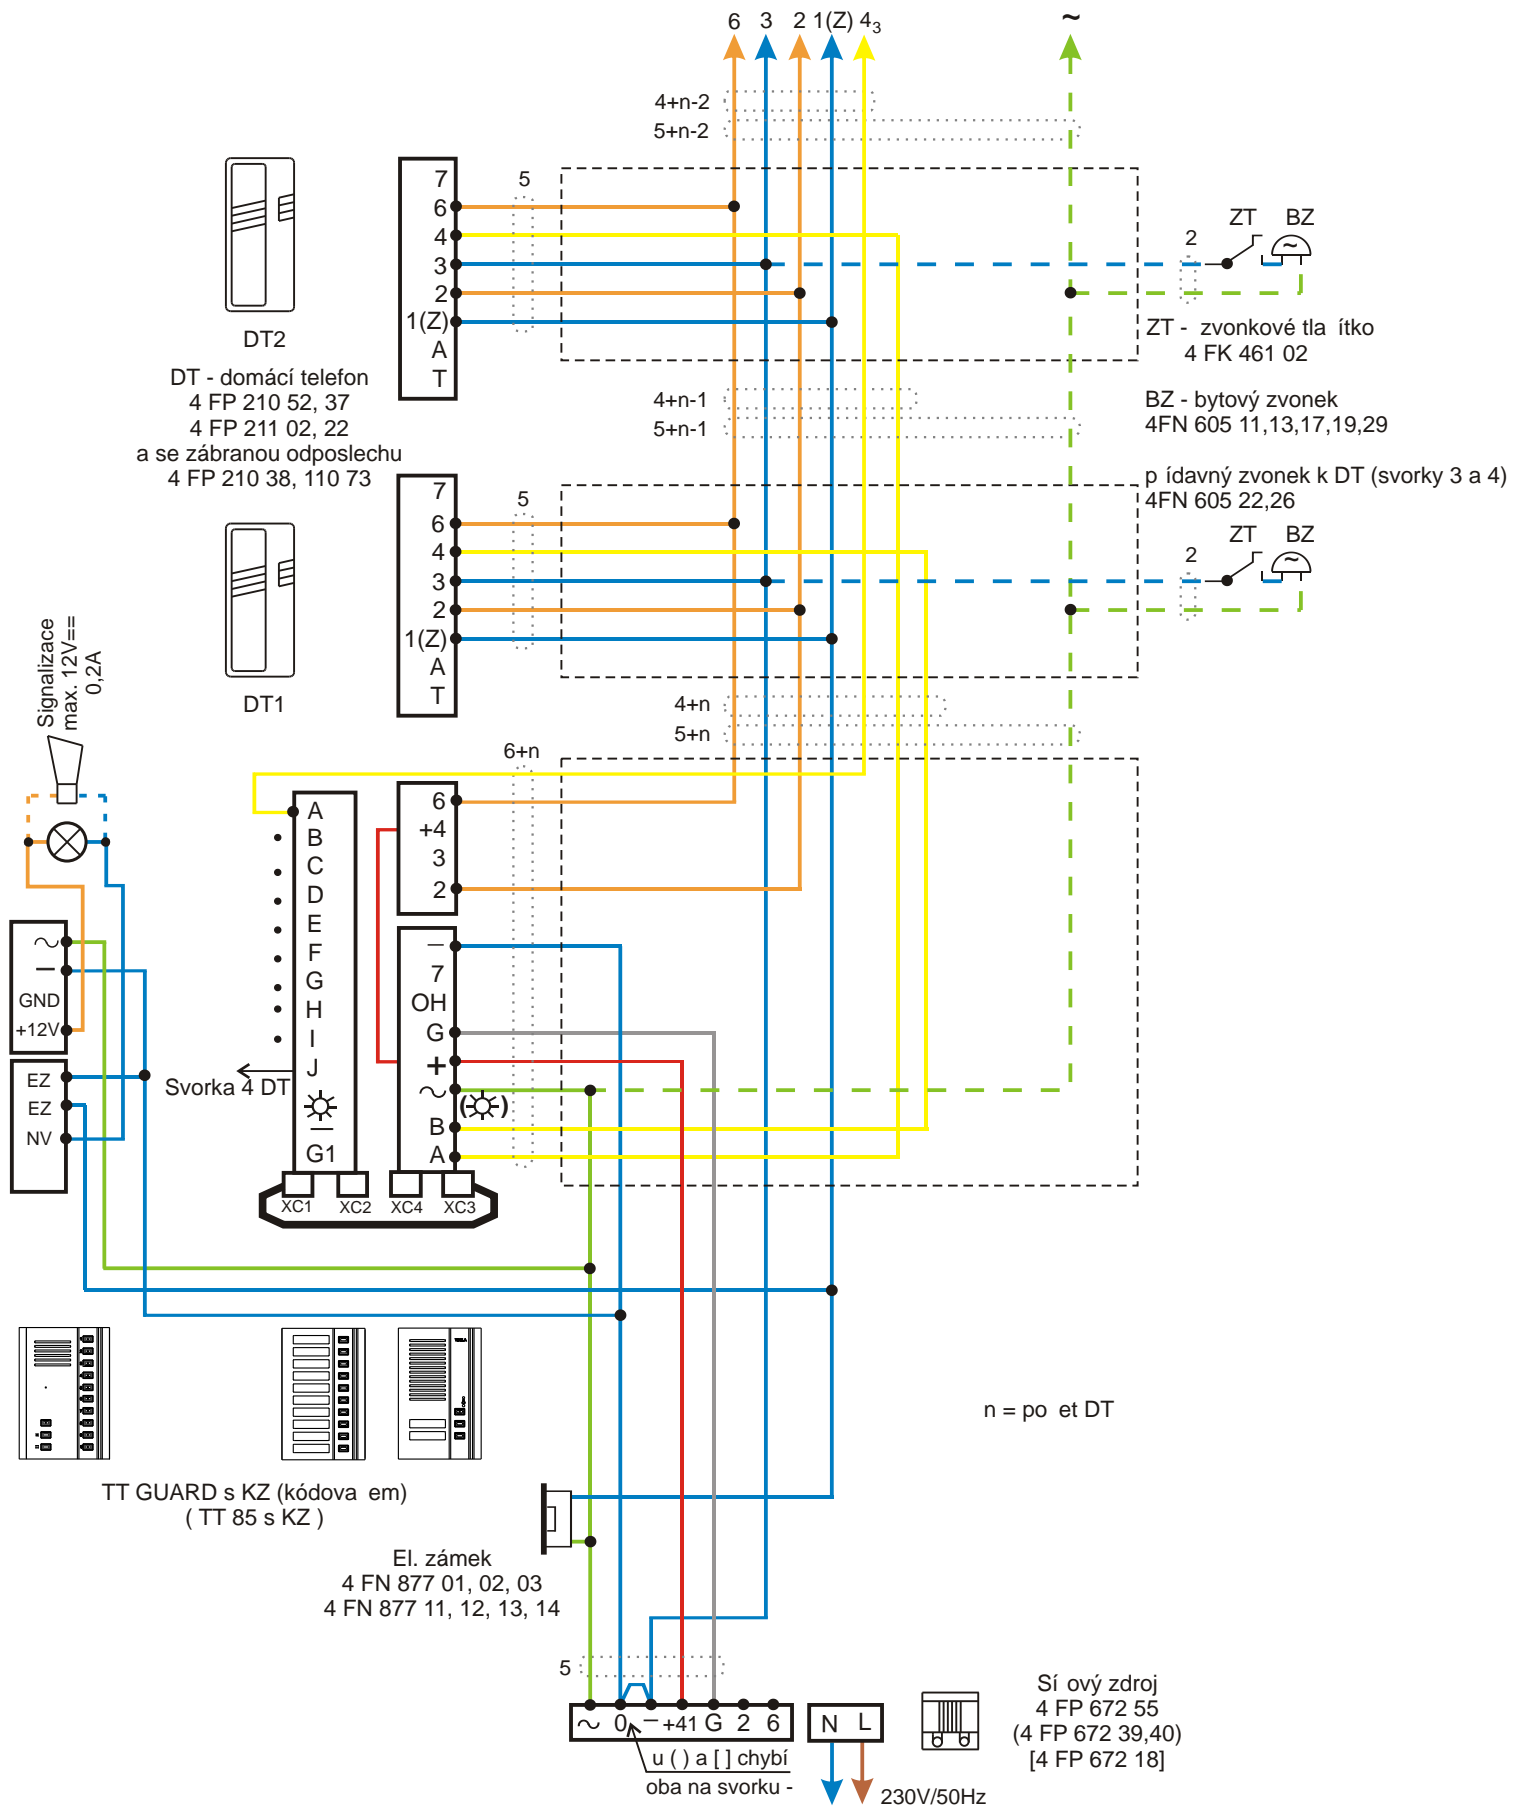 6 3 2 1(Z) 4₃ ~
4+n-2
5+n-2
7
6
4
3
2
1(Z)
A
T
5
DT2
2
ZT BZ
~
ZT - zvonkové tla ítko
4 FK 461 02
DT - domácí telefon
4 FP 210 52, 37
4 FP 211 02, 22
a se zábranou odposlechu
4 FP 210 38, 110 73
4+n-1
5+n-1
BZ - bytový zvonek
4FN 605 11,13,17,19,29
p ídavný zvonek k DT (svorky 3 a 4)
4FN 605 22,26
7
6
4
3
2
1(Z)
A
T
5
DT1
2
ZT BZ
~
Signalizace
max. 12V==
0,2A
4+n
5+n
6+n
A
B
C
D
E
F
G
H
I
J
—
G1
Svorka 4 DT
6
+4
3
2
—
7
OH
G
+
~
B
A
XC1 XC2 XC4 XC3
~
—
GND
+12V
EZ
EZ
NV
TESLA
TT GUARD s KZ (kódova em)
( TT 85 s KZ )
n = po et DT
El. zámek
4 FN 877 01, 02, 03
4 FN 877 11, 12, 13, 14
5
~ 0 — +41 G 2 6
N L
u ( ) a [ ] chybí
oba na svorku -
230V/50Hz
Sí ový zdroj
4 FP 672 55
(4 FP 672 39,40)
[4 FP 672 18]